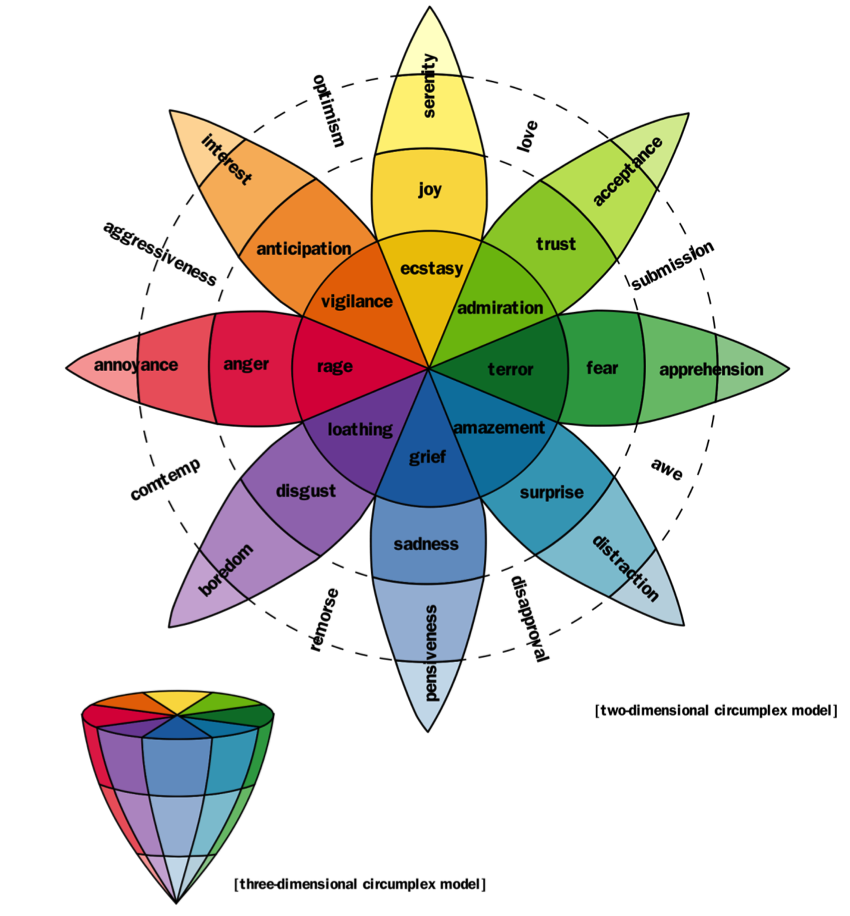 serenity
optimism
love
interest
acceptance
joy
aggressiveness
anticipation
trust
submission
ecstasy
vigilance
admiration
annoyance
anger
rage
terror
fear
apprehension
loathing
amazement
grief
comtemp
awe
disgust
surprise
sadness
boredom
distraction
remorse
disapproval
pensiveness
[two-dimensional circumplex model]
[three-dimensional circumplex model]